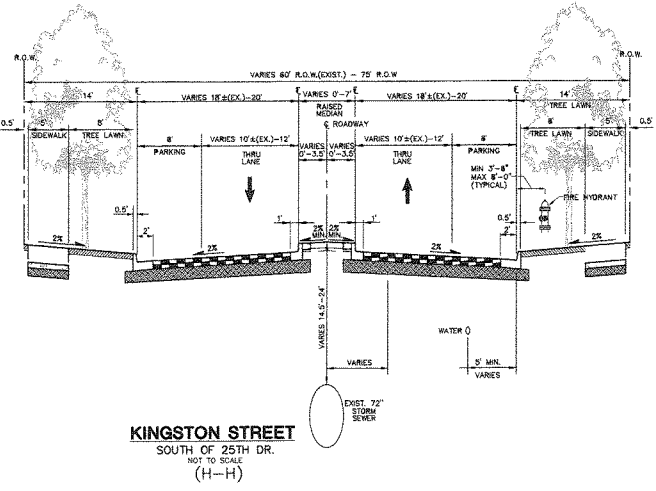 R.O.W.
R.O.W.
VARIES 60' R.O.W.(EXIST.) - 75' R.O.W
14'
VARIES 18'±(EX.)-20'
VARIES 0'-7'
VARIES 18'±(EX.)-20'
14'
RAISED
MEDIAN
TREE LAWN
℄ ROADWAY
0.5'
5'
8'
8'
5'
0.5'
SIDEWALK
TREE LAWN
8'
VARIES 10'±(EX.)-12'
VARIES
0'-3.5'
VARIES
0'-3.5'
VARIES 10'±(EX.)-12'
8'
TREE LAWN
SIDEWALK
PARKING
THRU
LANE
THRU
LANE
PARKING
MIN 3'-8"
MAX 8'-0"
(TYPICAL)
FIRE HYDRANT
0.5'
1'
1'
0.5'
2'
2'
2%
2%
2%
MIN.
2%
MIN.
2%
2%
VARIES 14.5'-24'
WATER
VARIES
5' MIN.
VARIES
EXIST. 72"
STORM
SEWER
KINGSTON STREET
SOUTH OF 25TH DR.
NOT TO SCALE
(H-H)